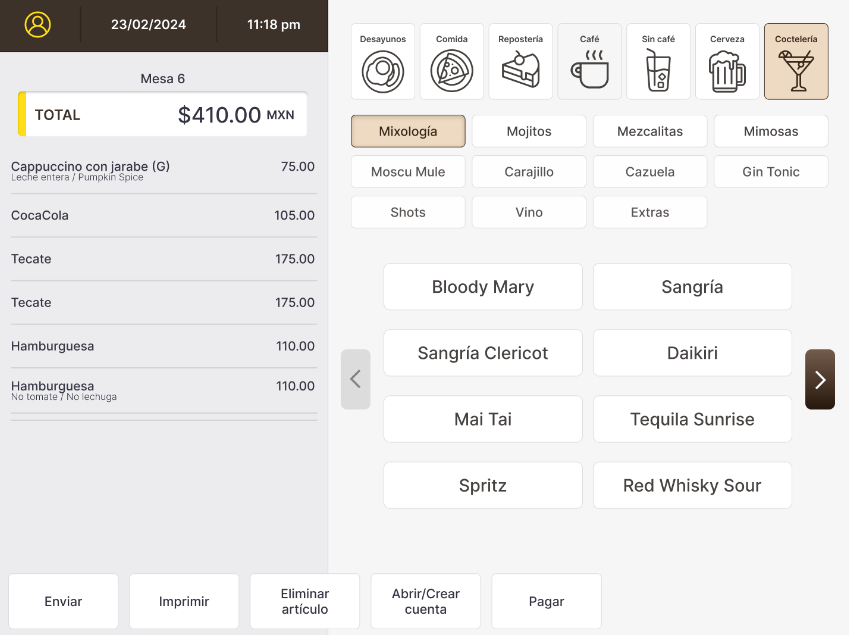 23/02/2024
11:18 pm
Mesa 6
TOTAL $410.00 MXN
Cappuccino con jarabe (G) 75.00
Leche entera / Pumpkin Spice
CocaCola 105.00
Tecate 175.00
Tecate 175.00
Hamburguesa 110.00
Hamburguesa 110.00
No tomate / No lechuga
Desayunos Comida Repostería Café Sin café Cerveza Coctelería
Mixología Mojitos Mezcalitas Mimosas
Moscu Mule Carajillo Cazuela Gin Tonic
Shots Vino Extras
Bloody Mary Sangría
Sangría Clericot Daikiri
Mai Tai Tequila Sunrise
Spritz Red Whisky Sour
Enviar
Imprimir
Eliminar
artículo
Abrir/Crear
cuenta
Pagar